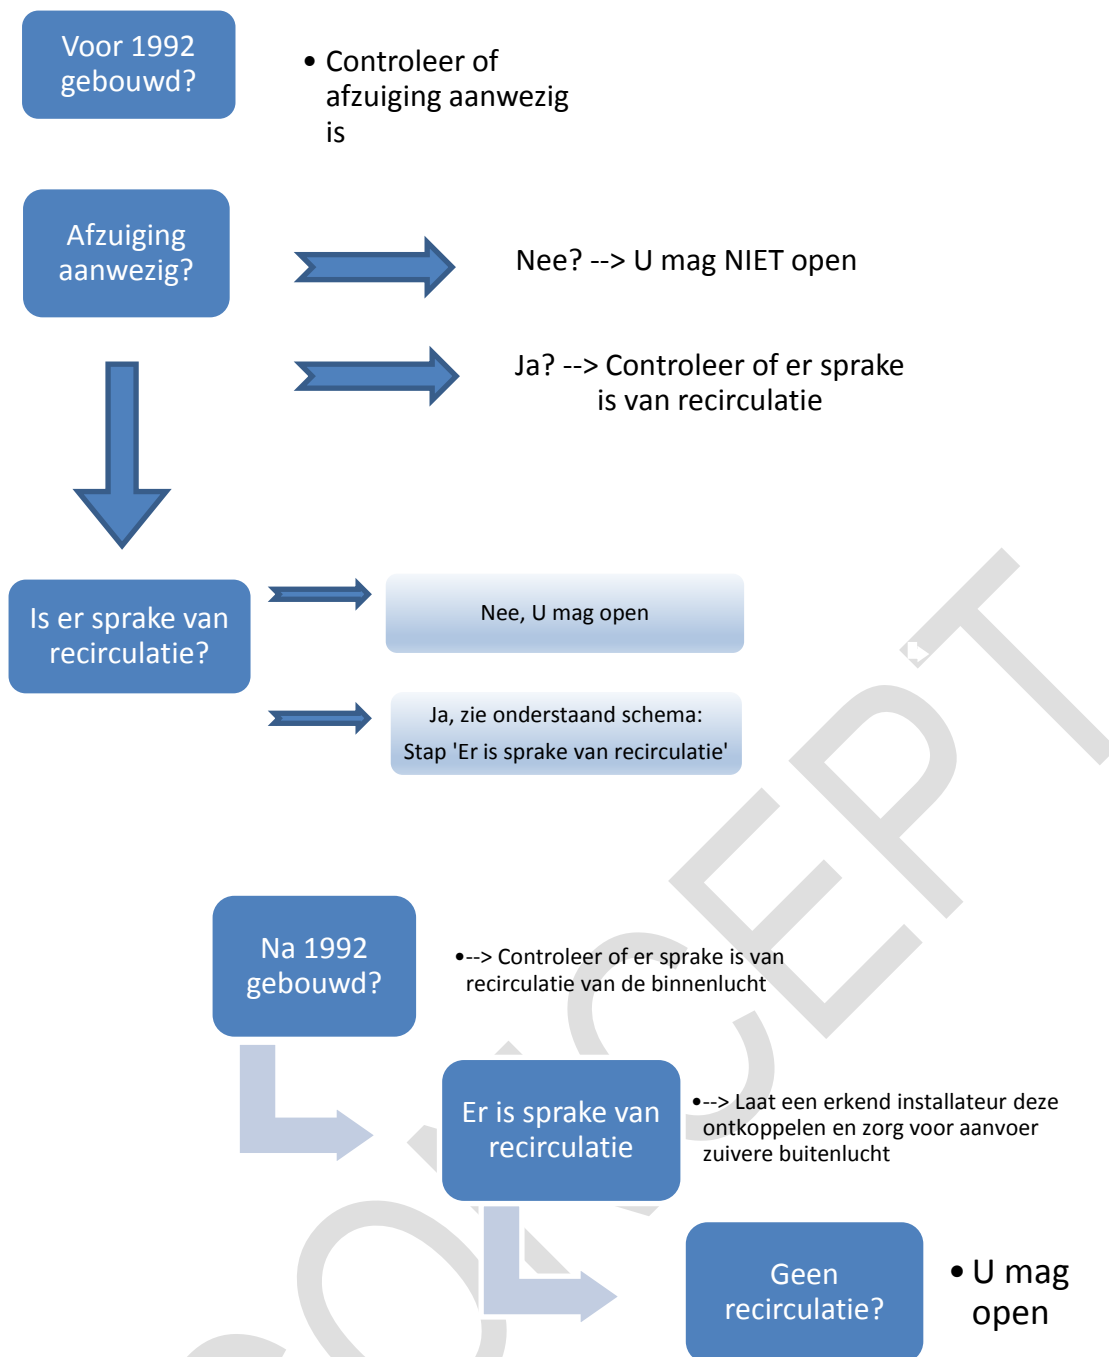 Voor 1992
gebouwd?
• Controleer of
afzuiging aanwezig
is
Afzuiging
aanwezig?
Nee? --> U mag NIET open
Ja? --> Controleer of er sprake
is van recirculatie
Is er sprake van
recirculatie?
Nee, U mag open
Ja, zie onderstaand schema:
Stap 'Er is sprake van recirculatie'
Na 1992
gebouwd?
•--> Controleer of er sprake is van
recirculatie van de binnenlucht
Er is sprake van
recirculatie
•--> Laat een erkend installateur deze
ontkoppelen en zorg voor aanvoer
zuivere buitenlucht
Geen
recirculatie?
• U mag
open
CONCEPT